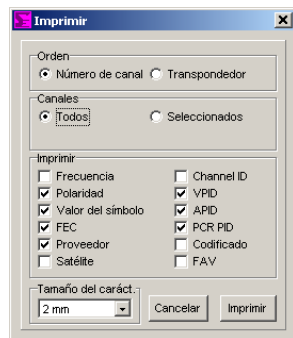 Imprimir
Orden
Número de canal Transpondedor
Canales
Todos Seleccionados
Imprimir
Frecuencia Channel ID
Polaridad VPID
Valor del símbolo APID
FEC PCR PID
Proveedor Codificado
Satélite FAV
Tamaño del caráct.
2 mm Cancelar Imprimir